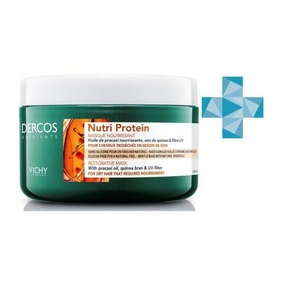 DERCOS
NUTRIENTS
Nutri Protein
MASQUE NOURRISSANT
Huile de pracaxi nourrissante, son de quinoa & filtre UV
POUR CHEVEUX DESSÉCHÉS EN BESOIN DE SOIN
VICHY
RESTORATIVE MASK
With pracaxi oil, quinoa bran & UV-filter
FOR DRY HAIR THAT REQUIRES NOURISHMENT